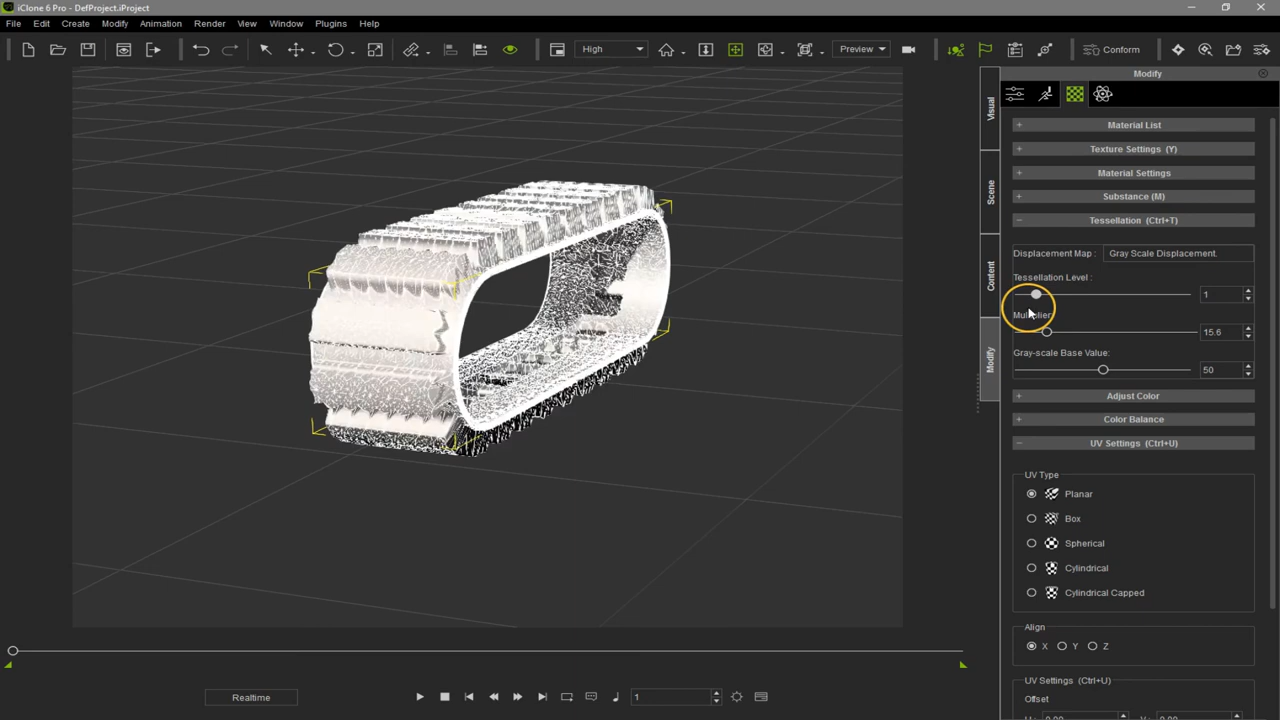 iClone 6 Pro - DefProject.iProject
File Edit Create Modify Animation Render View Window Plugins Help
High Preview Conform
Modify
Visual
Scene
Content
Modify
Material List
Texture Settings (Y)
Material Settings
Substance (M)
Tessellation (Ctrl+T)
Displacement Map : Gray Scale Displacement.
Tessellation Level :
1
Multiplier
15.6
Gray-scale Base Value:
50
Adjust Color
Color Balance
UV Settings (Ctrl+U)
UV Type
Planar
Box
Spherical
Cylindrical
Cylindrical Capped
Align
X Y Z
UV Settings (Ctrl+U)
Offset
Realtime 1